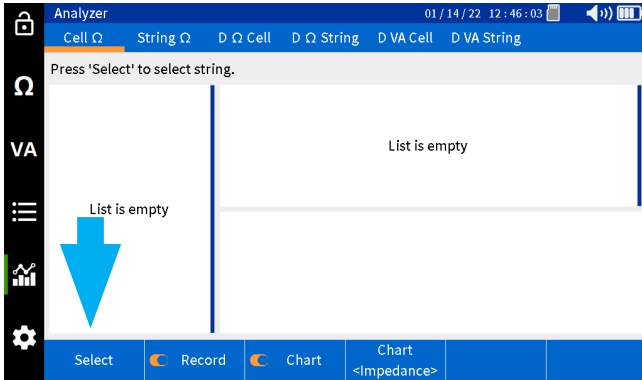 Analyzer
01/14/22 12:46:03
Cell Ω
String Ω
D Ω Cell
D Ω String
D VA Cell
D VA String
Press 'Select' to select string.
Ω
VA
List is empty
List is empty
Select
Record
Chart
Chart
<Impedance>